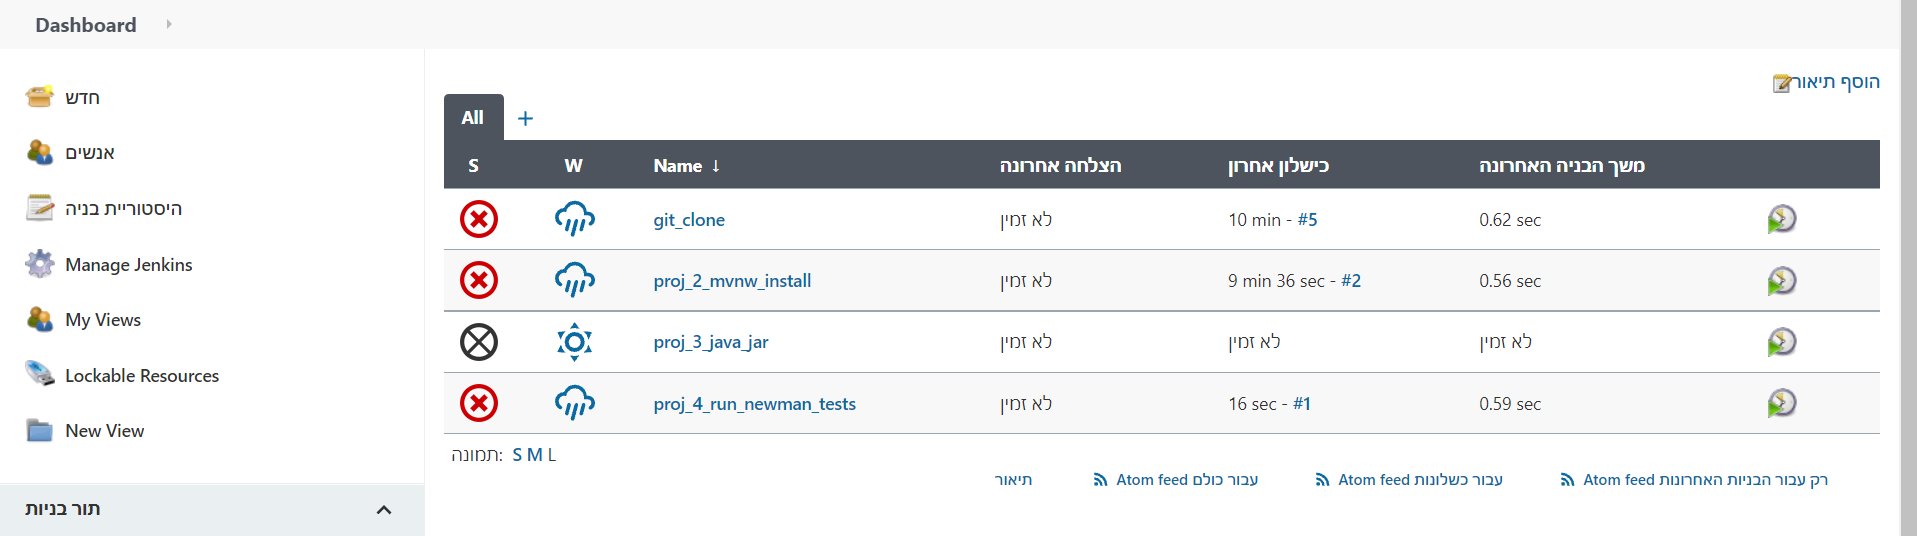 Dashboard
חדש
אנשים
היסטוריית בניה
Manage Jenkins
My Views
Lockable Resources
New View
תור בניות
הוסף תיאור
All +
S W Name ↓ הצלחה אחרונה כישלון אחרון משך הבניה האחרונה
git_clone לא זמין 10 min - #5 0.62 sec
proj_2_mvnw_install לא זמין 9 min 36 sec - #2 0.56 sec
proj_3_java_jar לא זמין לא זמין לא זמין
proj_4_run_newman_tests לא זמין 16 sec - #1 0.59 sec
תמונה: S M L
תיאור Atom feed עבור כולם Atom feed עבור כשלונות Atom feed רק עבור הבניות האחרונות